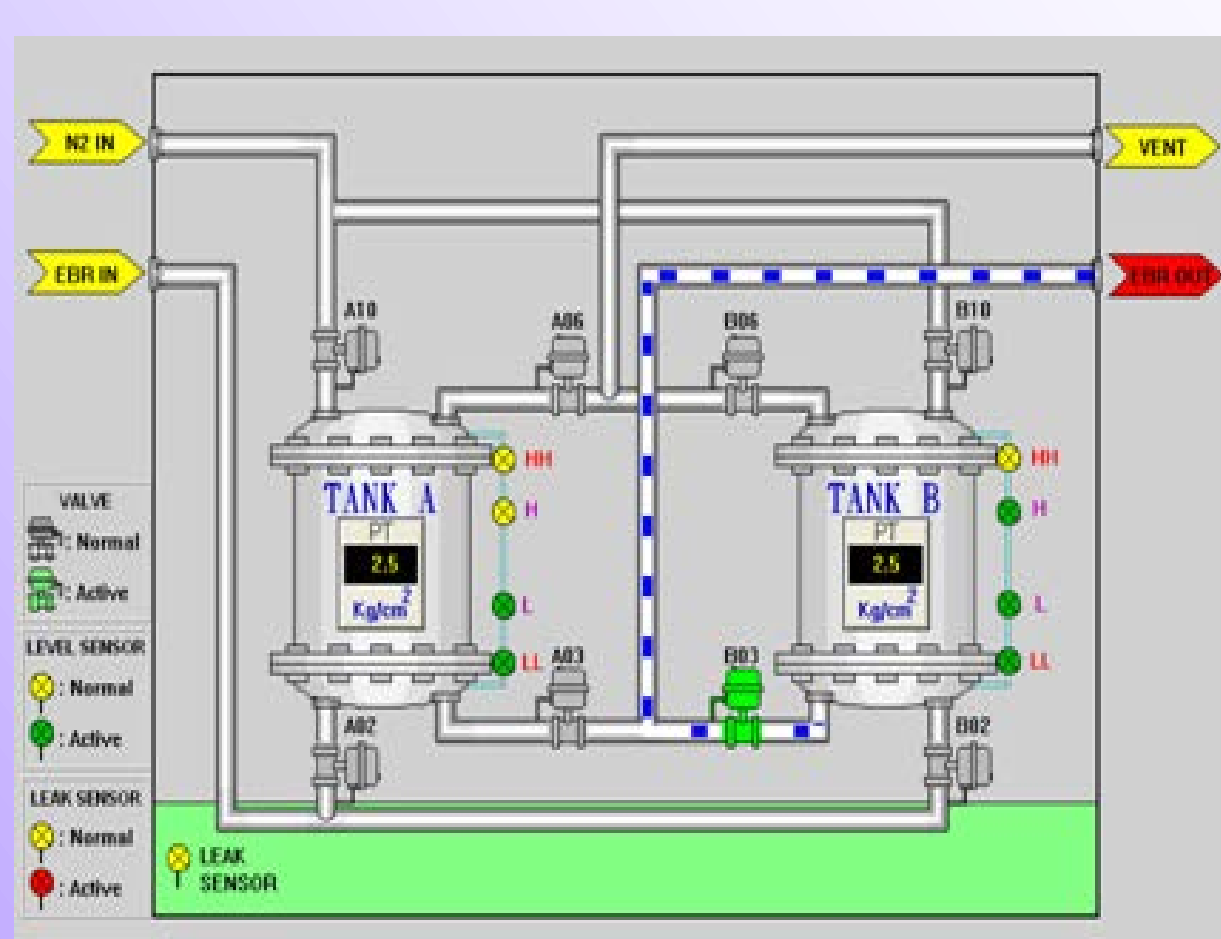 N2 IN
VENT
EBR IN
EBR OUT
A10
A06
B06
B10
HH
HH
TANK A
TANK B
H
H
PT
PT
2.5
2.5
Kg/cm2
Kg/cm2
L
L
LL
LL
A03
B03
A02
B02
VALVE
: Normal
: Active
LEVEL SENSOR
: Normal
: Active
LEAK SENSOR
: Normal
: Active
LEAK
SENSOR